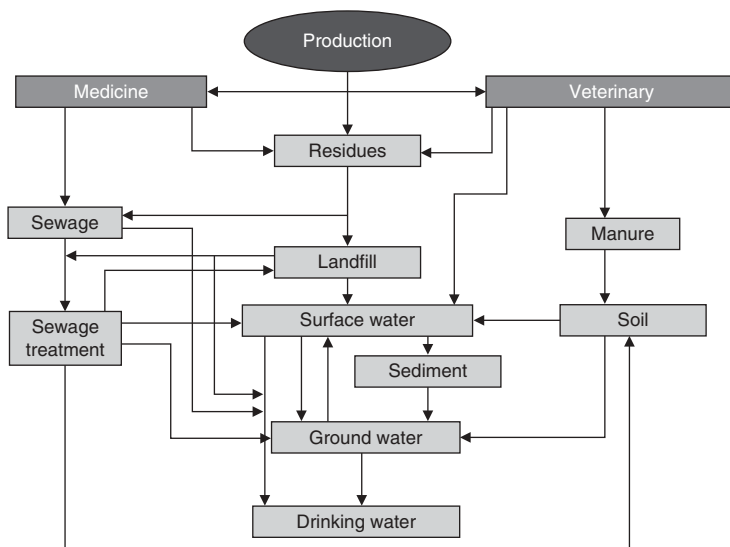 Production
Medicine
Veterinary
Residues
Sewage
Manure
Landfill
Sewage
treatment
Surface water
Soil
Sediment
Ground water
Drinking water